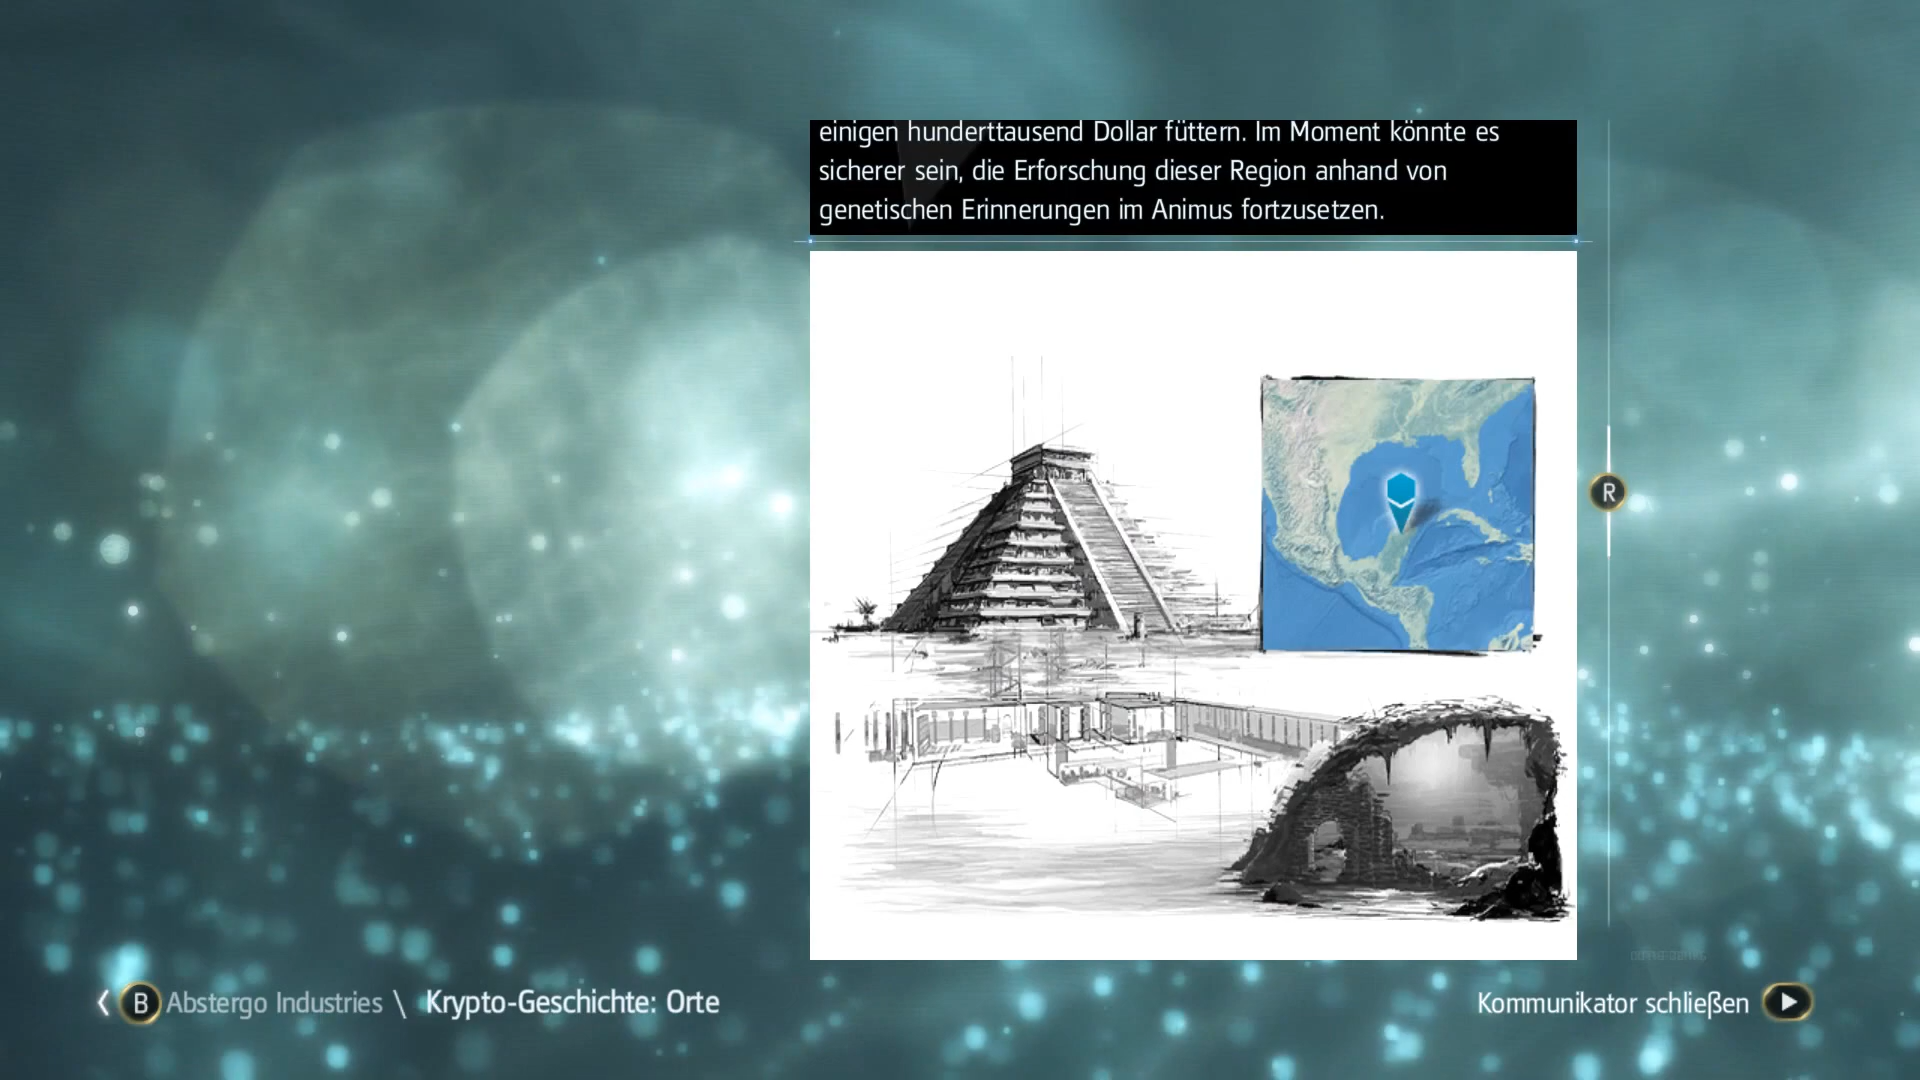 einigen hunderttausend Dollar füttern. Im Moment könnte es
sicherer sein, die Erforschung dieser Region anhand von
genetischen Erinnerungen im Animus fortzusetzen.
R
B Abstergo Industries \ Krypto-Geschichte: Orte
Kommunikator schließen